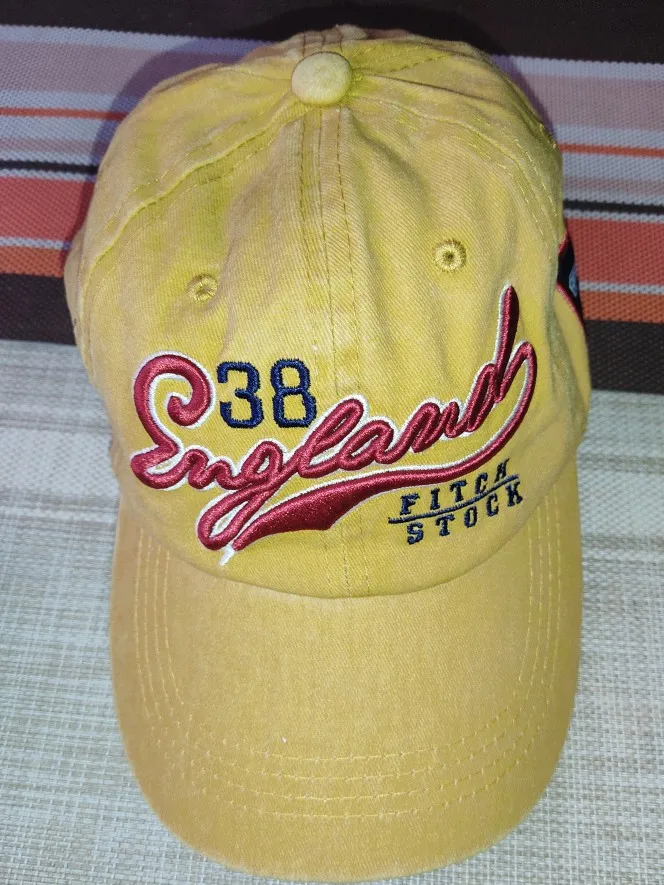 38
England
FITCH
STOCK